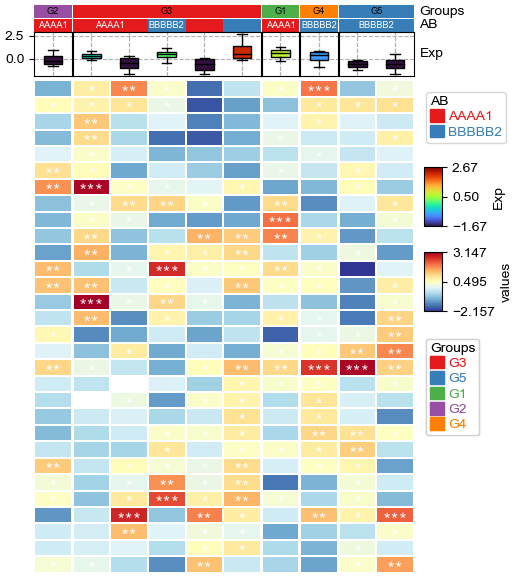 G2 G3 G1 G4 G5 Groups
AAAA1 AAAA1 BBBBB2 AAAA1 BBBBB2 BBBBB2 AB
2.5
0.0
Exp
AB
AAAA1
BBBBB2
2.67
0.50
−1.67
Exp
3.147
0.495
−2.157
values
Groups
G3
G5
G1
G2
G4